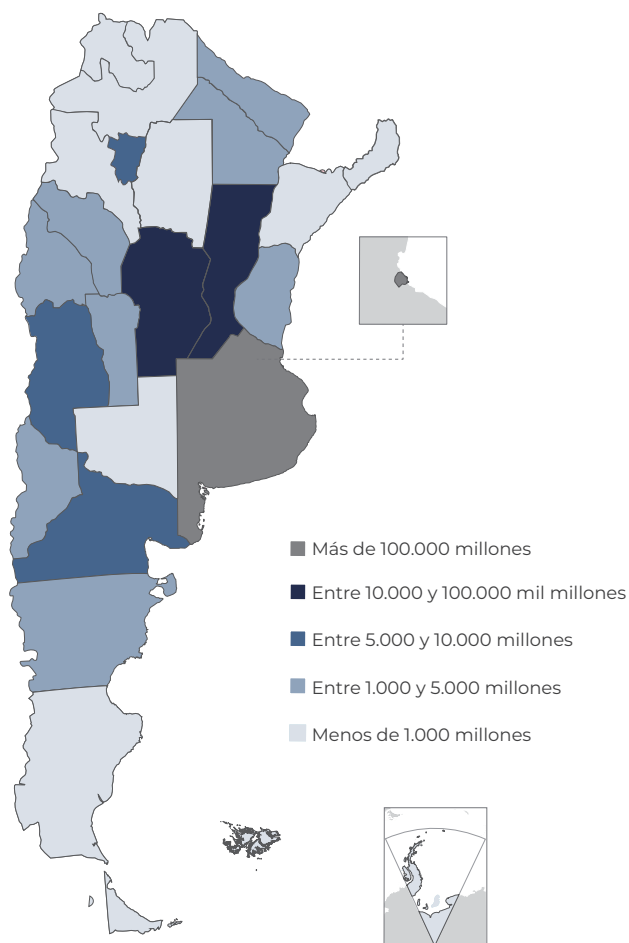 Más de 100.000 millones
Entre 10.000 y 100.000 mil millones
Entre 5.000 y 10.000 millones
Entre 1.000 y 5.000 millones
Menos de 1.000 millones